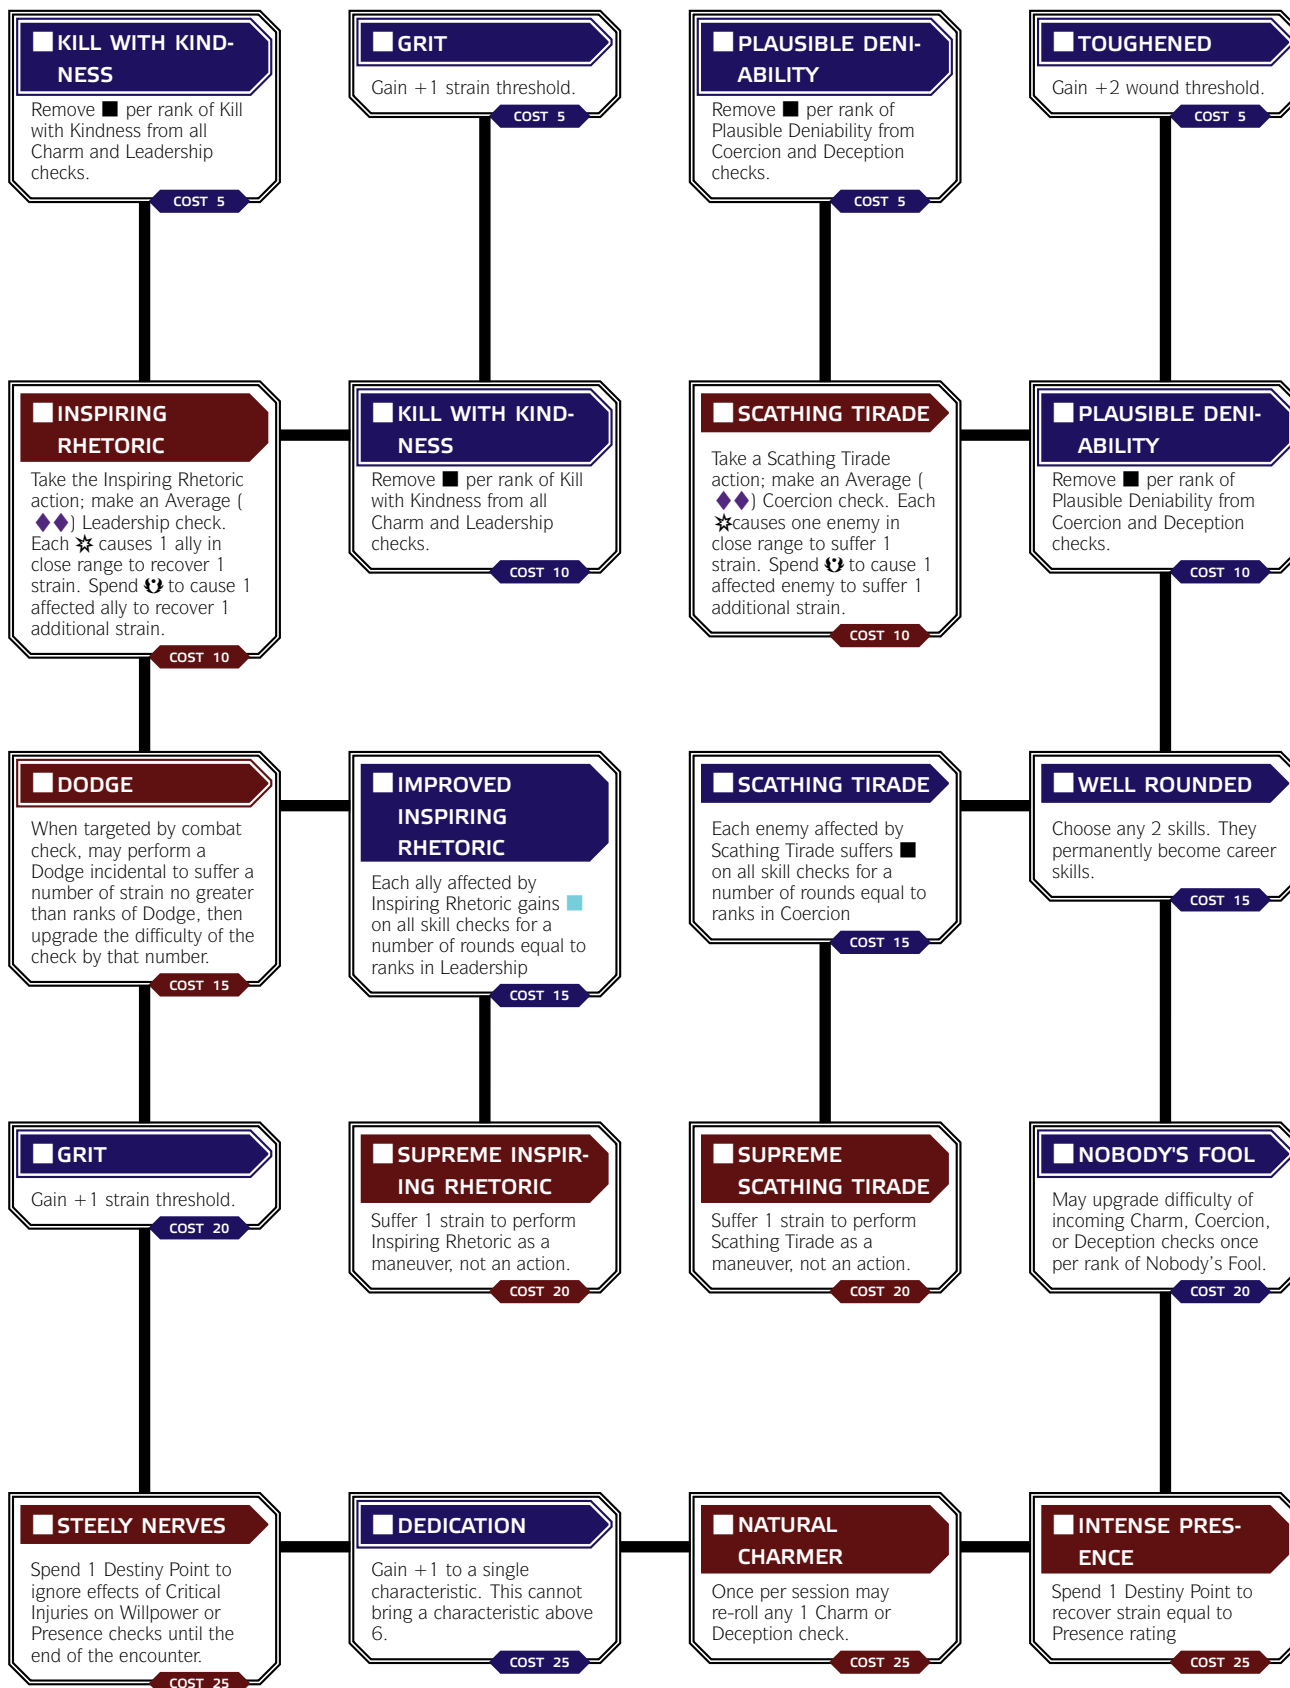 KILL WITH KIND-
NESS
Remove ■ per rank of Kill
with Kindness from all
Charm and Leadership
checks.
COST 5
GRIT
Gain +1 strain threshold.
COST 5
PLAUSIBLE DENI-
ABILITY
Remove ■ per rank of
Plausible Deniability from
Coercion and Deception
checks.
COST 5
TOUGHENED
Gain +2 wound threshold.
COST 5
INSPIRING
RHETORIC
Take the Inspiring Rhetoric
action; make an Average (
◆◆) Leadership check.
Each causes 1 ally in
close range to recover 1
strain. Spend to cause 1
affected ally to recover 1
additional strain.
COST 10
KILL WITH KIND-
NESS
Remove ■ per rank of Kill
with Kindness from all
Charm and Leadership
checks.
COST 10
SCATHING TIRADE
Take a Scathing Tirade
action; make an Average (
◆◆) Coercion check. Each
causes one enemy in
close range to suffer 1
strain. Spend to cause 1
affected enemy to suffer 1
additional strain.
COST 10
PLAUSIBLE DENI-
ABILITY
Remove ■ per rank of
Plausible Deniability from
Coercion and Deception
checks.
COST 10
DODGE
When targeted by combat
check, may perform a
Dodge incidental to suffer a
number of strain no greater
than ranks of Dodge, then
upgrade the difficulty of the
check by that number.
COST 15
IMPROVED
INSPIRING
RHETORIC
Each ally affected by
Inspiring Rhetoric gains ■
on all skill checks for a
number of rounds equal to
ranks in Leadership
COST 15
SCATHING TIRADE
Each enemy affected by
Scathing Tirade suffers ■
on all skill checks for a
number of rounds equal to
ranks in Coercion
COST 15
WELL ROUNDED
Choose any 2 skills. They
permanently become career
skills.
COST 15
GRIT
Gain +1 strain threshold.
COST 20
SUPREME INSPIR-
ING RHETORIC
Suffer 1 strain to perform
Inspiring Rhetoric as a
maneuver, not an action.
COST 20
SUPREME
SCATHING TIRADE
Suffer 1 strain to perform
Scathing Tirade as a
maneuver, not an action.
COST 20
NOBODY'S FOOL
May upgrade difficulty of
incoming Charm, Coercion,
or Deception checks once
per rank of Nobody's Fool.
COST 20
STEELY NERVES
Spend 1 Destiny Point to
ignore effects of Critical
Injuries on Willpower or
Presence checks until the
end of the encounter.
COST 25
DEDICATION
Gain +1 to a single
characteristic. This cannot
bring a characteristic above
6.
COST 25
NATURAL
CHARMER
Once per session may
re-roll any 1 Charm or
Deception check.
COST 25
INTENSE PRES-
ENCE
Spend 1 Destiny Point to
recover strain equal to
Presence rating
COST 25